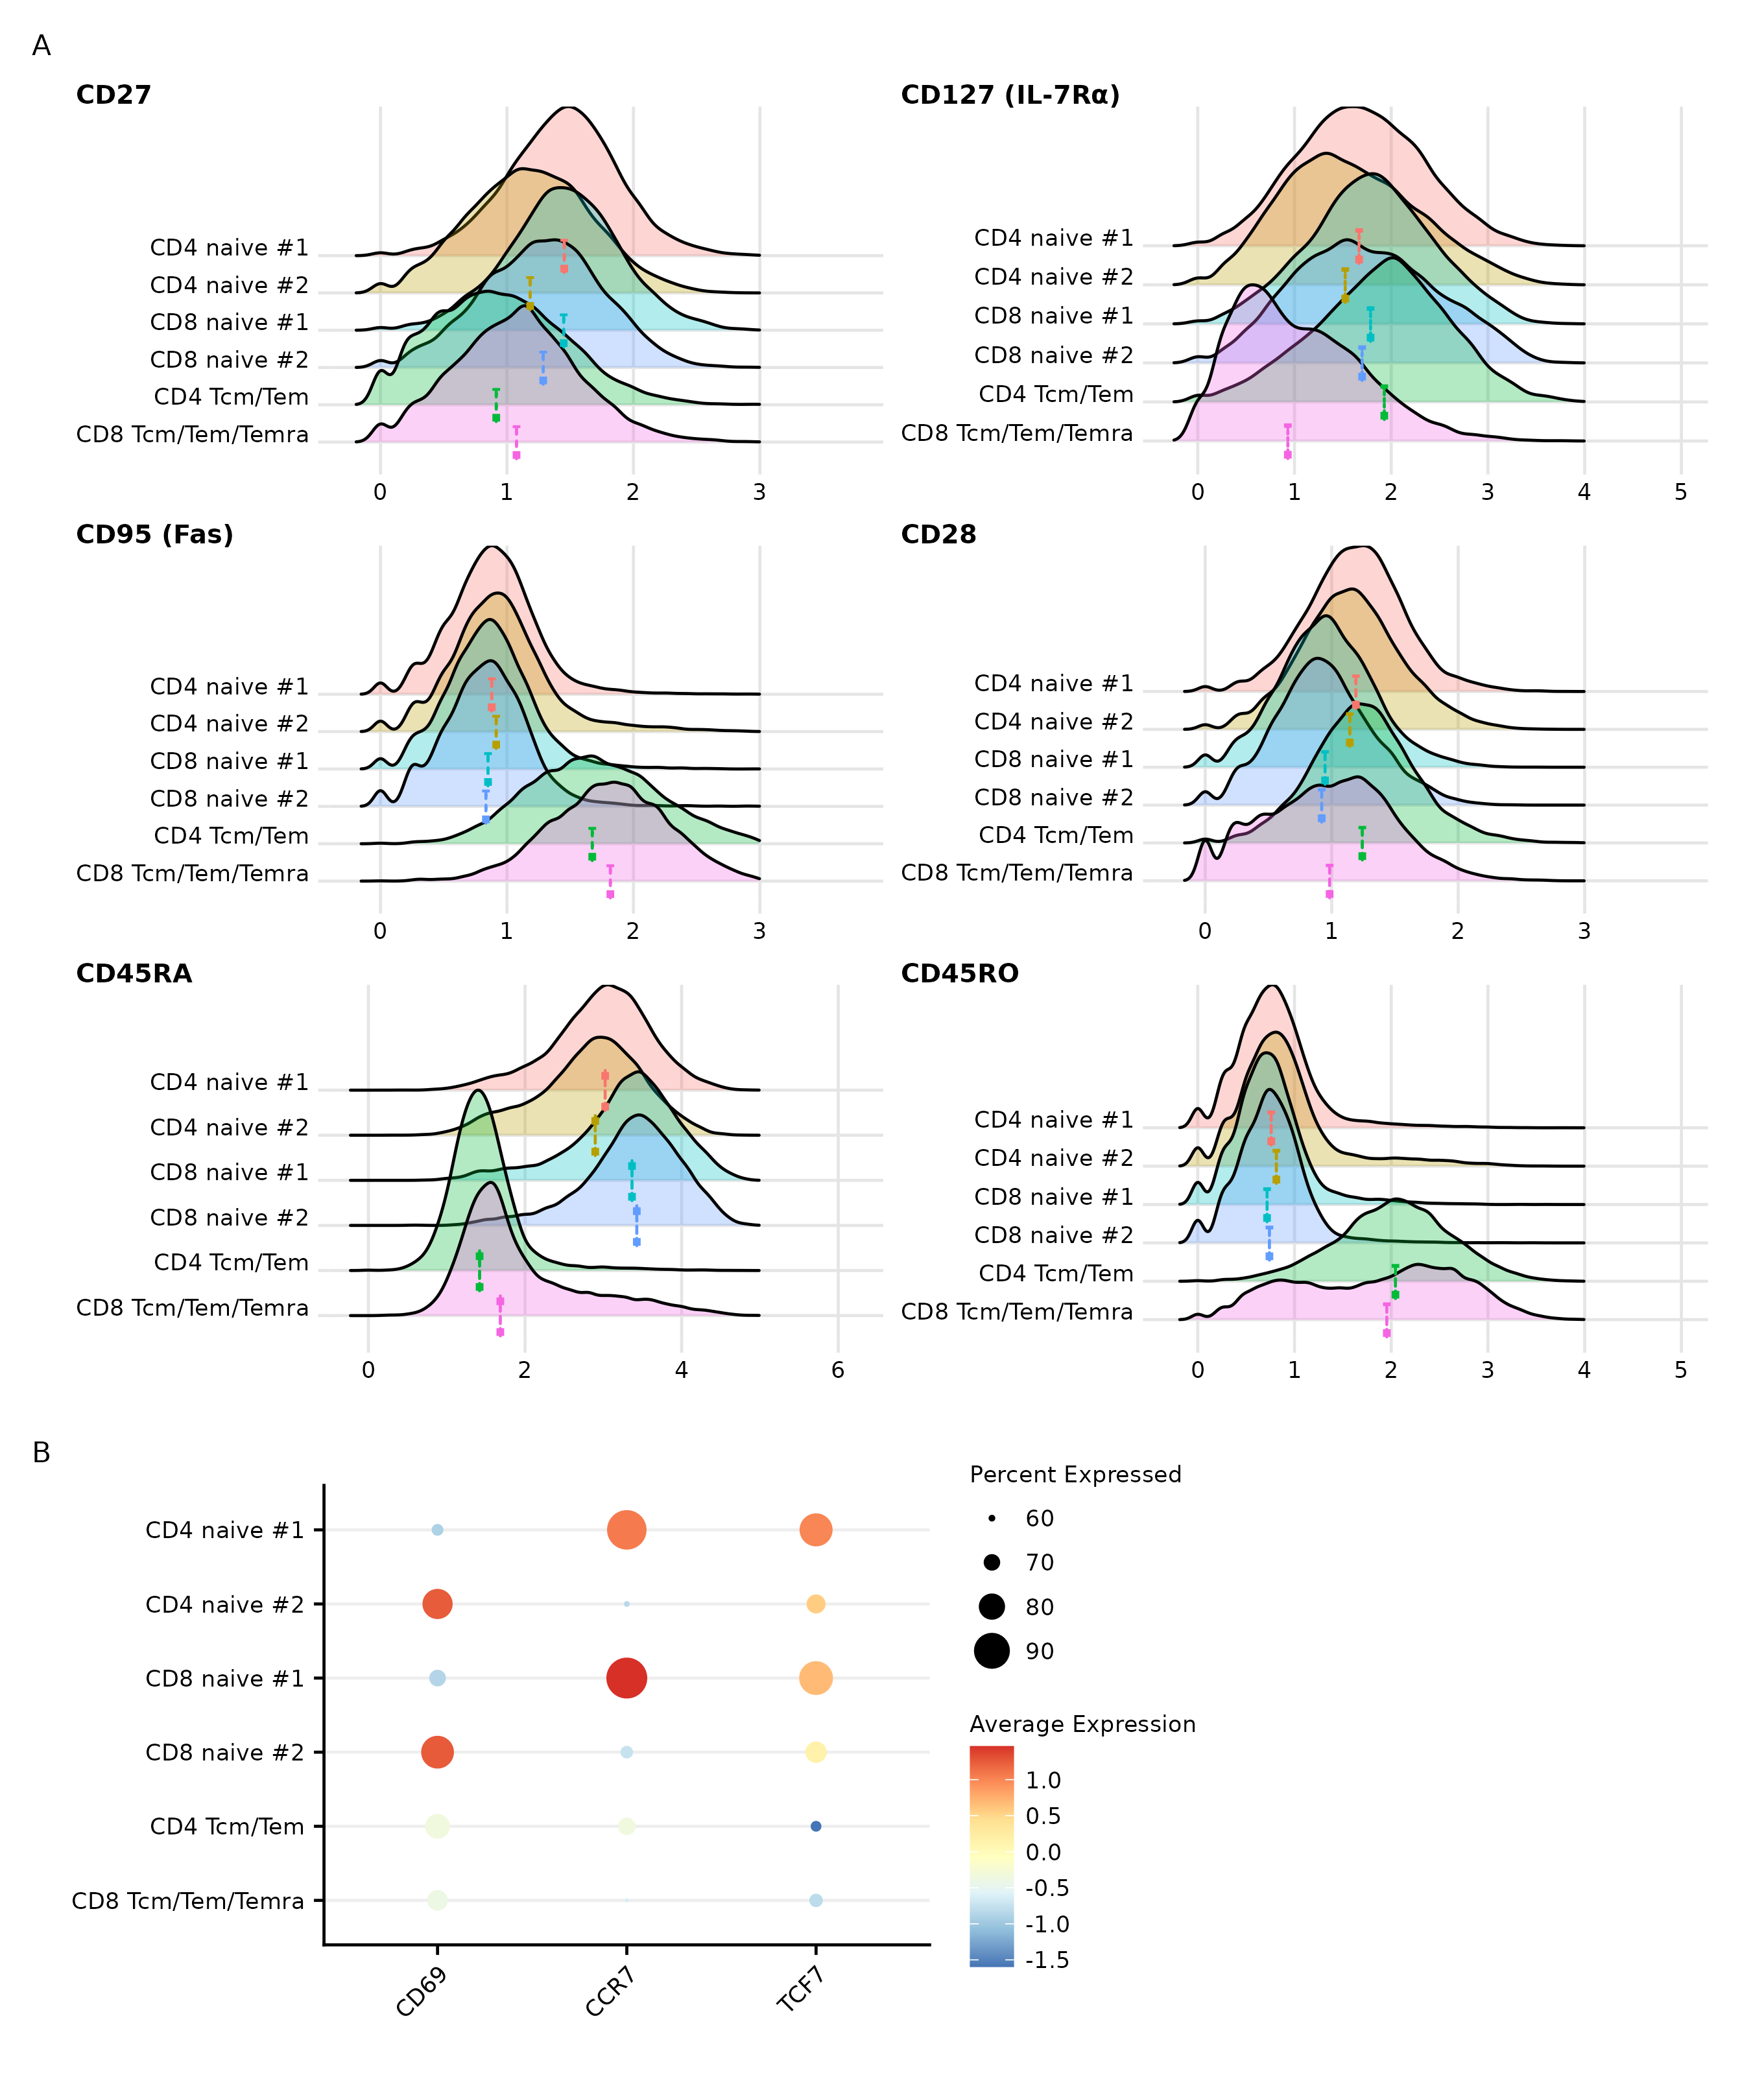 A
CD27
CD4 naive #1
CD4 naive #2
CD8 naive #1
CD8 naive #2
CD4 Tcm/Tem
CD8 Tcm/Tem/Temra
0 1 2 3
CD127 (IL-7Rα)
CD4 naive #1
CD4 naive #2
CD8 naive #1
CD8 naive #2
CD4 Tcm/Tem
CD8 Tcm/Tem/Temra
0 1 2 3 4 5
CD95 (Fas)
CD4 naive #1
CD4 naive #2
CD8 naive #1
CD8 naive #2
CD4 Tcm/Tem
CD8 Tcm/Tem/Temra
0 1 2 3
CD28
CD4 naive #1
CD4 naive #2
CD8 naive #1
CD8 naive #2
CD4 Tcm/Tem
CD8 Tcm/Tem/Temra
0 1 2 3
CD45RA
CD4 naive #1
CD4 naive #2
CD8 naive #1
CD8 naive #2
CD4 Tcm/Tem
CD8 Tcm/Tem/Temra
0 2 4 6
CD45RO
CD4 naive #1
CD4 naive #2
CD8 naive #1
CD8 naive #2
CD4 Tcm/Tem
CD8 Tcm/Tem/Temra
0 1 2 3 4 5
B
CD4 naive #1
CD4 naive #2
CD8 naive #1
CD8 naive #2
CD4 Tcm/Tem
CD8 Tcm/Tem/Temra
CD69 CCR7 TCF7
Percent Expressed
60
70
80
90
Average Expression
1.0
0.5
0.0
-0.5
-1.0
-1.5